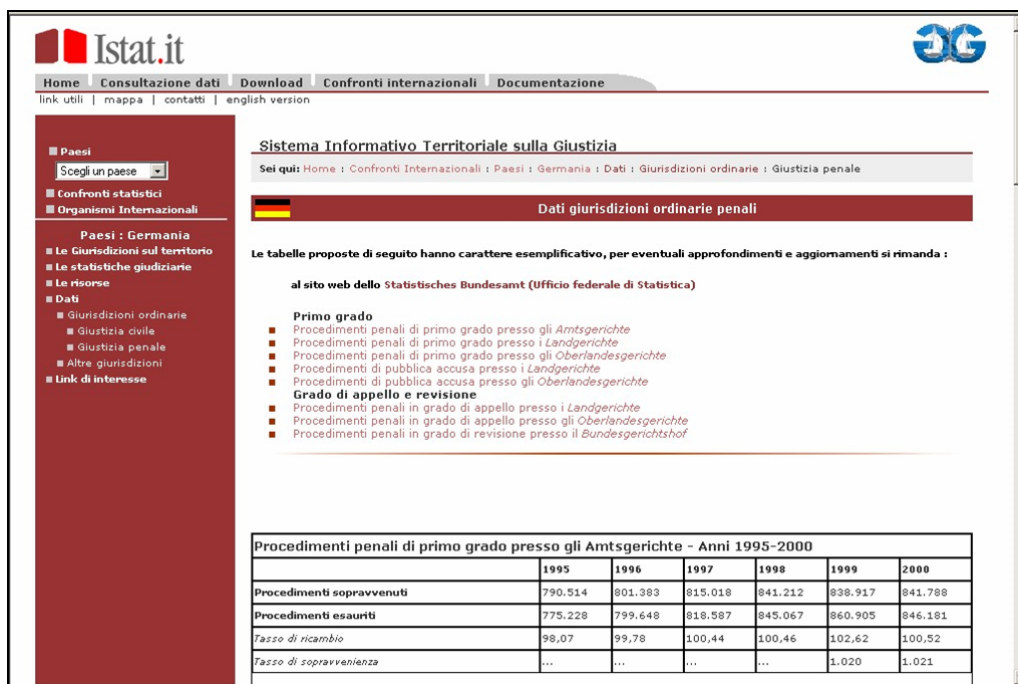 Istat.it
Home Consultazione dati Download Confronti internazionali Documentazione
link utili | mappa | contatti | english version
Paesi
Scegli un paese
Confronti statistici
Organismi Internazionali
Paesi : Germania
Le Giurisdizioni sul territorio
Le statistiche giudiziarie
Le risorse
Dati
Giurisdizioni ordinarie
Giustizia civile
Giustizia penale
Altre giurisdizioni
Link di interesse
Sistema Informativo Territoriale sulla Giustizia
Sei qui: Home : Confronti Internazionali : Paesi : Germania : Dati : Giurisdizioni ordinarie : Giustizia penale
Dati giurisdizioni ordinarie penali
Le tabelle proposte di seguito hanno carattere esemplificativo, per eventuali approfondimenti e aggiornamenti si rimanda :
al sito web dello Statistisches Bundesamt (Ufficio federale di Statistica)
Primo grado
Procedimenti penali di primo grado presso gli Amtsgerichte
Procedimenti penali di primo grado presso i Landgerichte
Procedimenti penali di primo grado presso gli Oberlandesgerichte
Procedimenti di pubblica accusa presso i Landgerichte
Procedimenti di pubblica accusa presso gli Oberlandesgerichte
Grado di appello e revisione
Procedimenti penali in grado di appello presso i Landgerichte
Procedimenti penali in grado di appello presso gli Oberlandesgerichte
Procedimenti penali in grado di revisione presso il Bundesgerichtshof
Procedimenti penali di primo grado presso gli Amtsgerichte - Anni 1995-2000
1995 1996 1997 1998 1999 2000
Procedimenti sopravvenuti 790.514 801.383 815.018 841.212 838.917 841.788
Procedimenti esauriti 775.228 799.648 818.587 845.067 860.905 846.181
Tasso di ricambio 98,07 99,78 100,44 100,46 102,62 100,52
Tasso di sopravvenienza ... ... ... ... 1.020 1.021